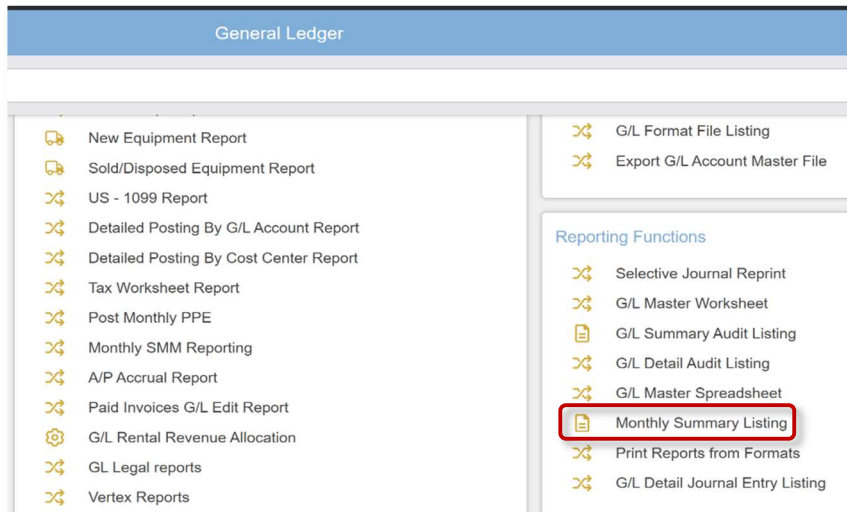 General Ledger
New Equipment Report
Sold/Disposed Equipment Report
US - 1099 Report
Detailed Posting By G/L Account Report
Detailed Posting By Cost Center Report
Tax Worksheet Report
Post Monthly PPE
Monthly SMM Reporting
A/P Accrual Report
Paid Invoices G/L Edit Report
G/L Rental Revenue Allocation
GL Legal reports
Vertex Reports
G/L Format File Listing
Export G/L Account Master File
Reporting Functions
Selective Journal Reprint
G/L Master Worksheet
G/L Summary Audit Listing
G/L Detail Audit Listing
G/L Master Spreadsheet
Monthly Summary Listing
Print Reports from Formats
G/L Detail Journal Entry Listing